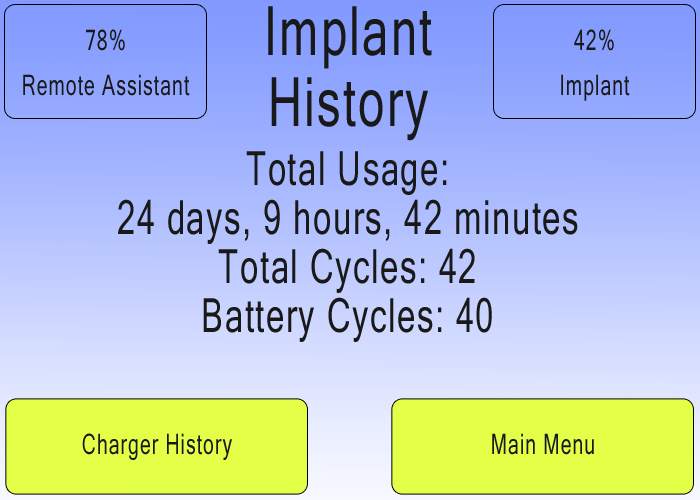 78%
Remote Assistant
Implant
History
42%
Implant
Total Usage:
24 days, 9 hours, 42 minutes
Total Cycles: 42
Battery Cycles: 40
Charger History
Main Menu